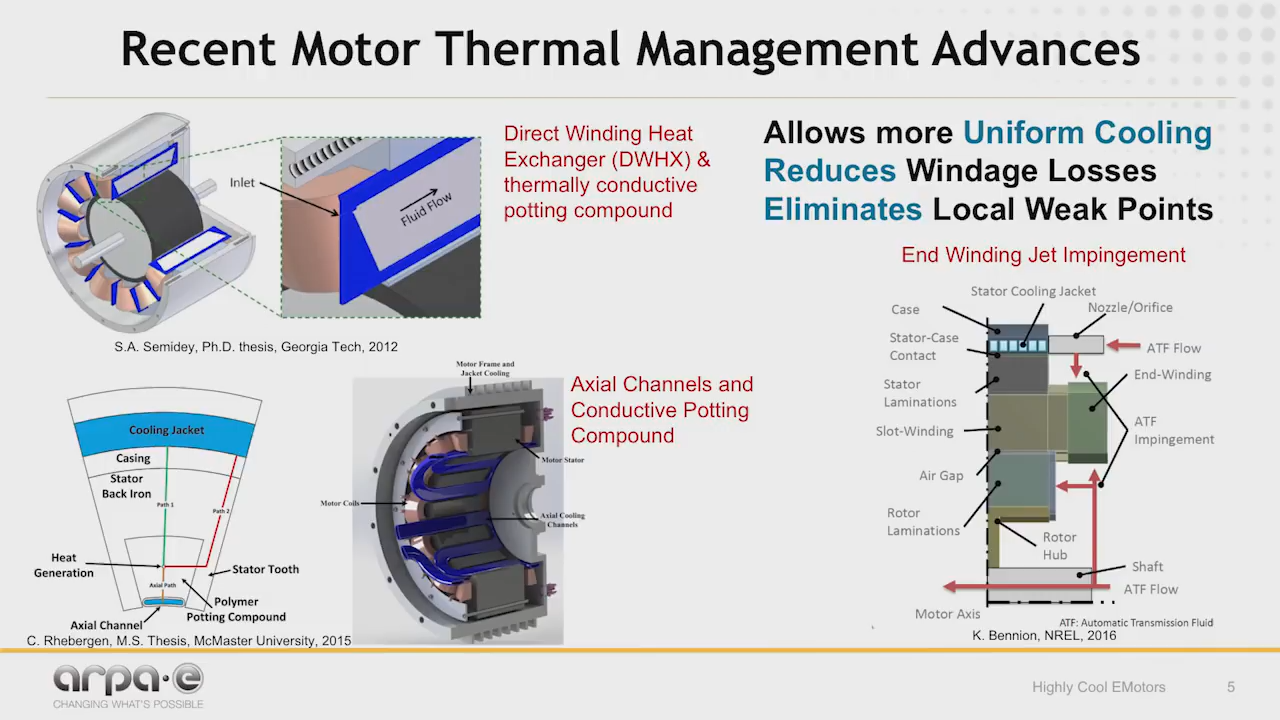 Recent Motor Thermal Management Advances
Inlet
Fluid Flow
Direct Winding Heat
Exchanger (DWHX) &
thermally conductive
potting compound
S.A. Semidey, Ph.D. thesis, Georgia Tech, 2012
Allows more Uniform Cooling
Reduces Windage Losses
Eliminates Local Weak Points
End Winding Jet Impingement
Stator Cooling Jacket
Case
Nozzle/Orifice
Stator-Case
Contact
ATF Flow
End-Winding
Stator
Laminations
Slot-Winding
ATF
Impingement
Air Gap
Rotor
Laminations
Rotor
Hub
Shaft
ATF Flow
Motor Axis
ATF: Automatic Transmission Fluid
K. Bennion, NREL, 2016
Cooling Jacket
Casing
Stator
Back Iron
Path 1
Path 2
Heat
Generation
Stator Tooth
Axial Path
Polymer
Potting Compound
Axial Channel
C. Rhebergen, M.S. Thesis, McMaster University, 2015
Motor Frame and
Jacket Cooling
Axial Channels and
Conductive Potting
Compound
Motor Stator
Motor Coils
Axial Cooling
Channels
arpa·e
CHANGING WHAT'S POSSIBLE
Highly Cool EMotors
5